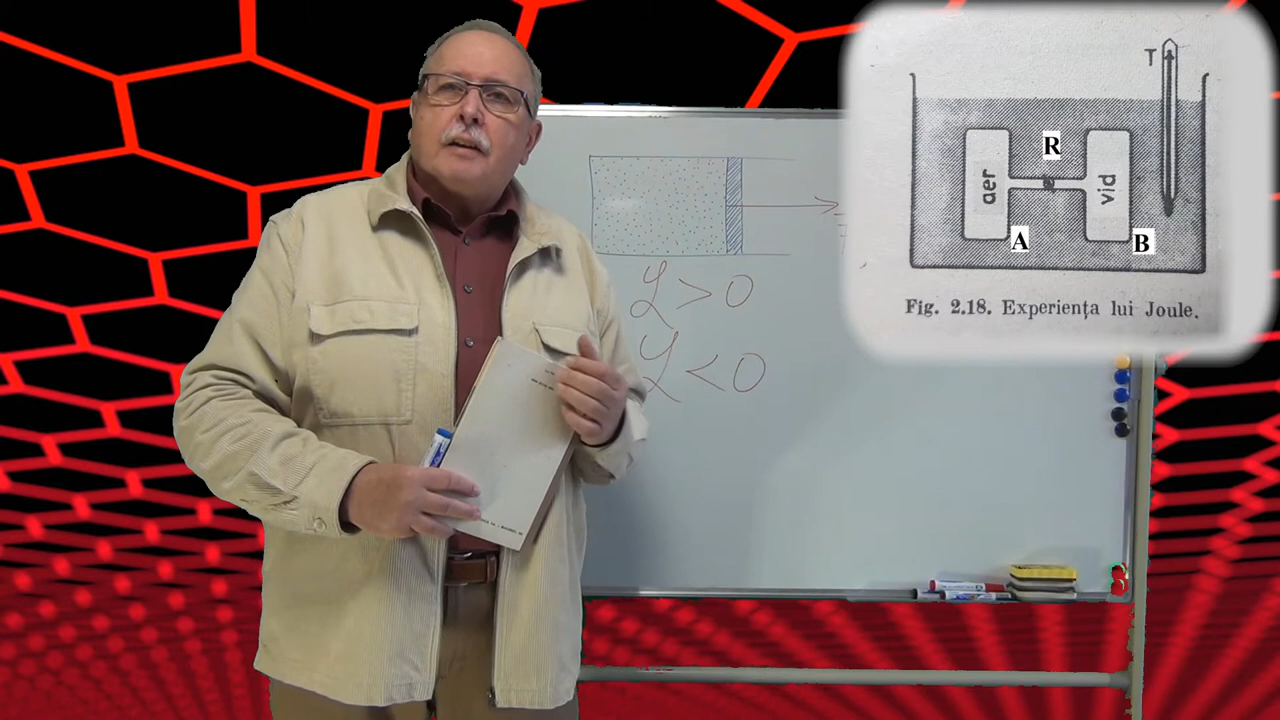 T
R
aer
vid
A
B
Fig. 2.18. Experiența lui Joule.
L > 0
L < 0